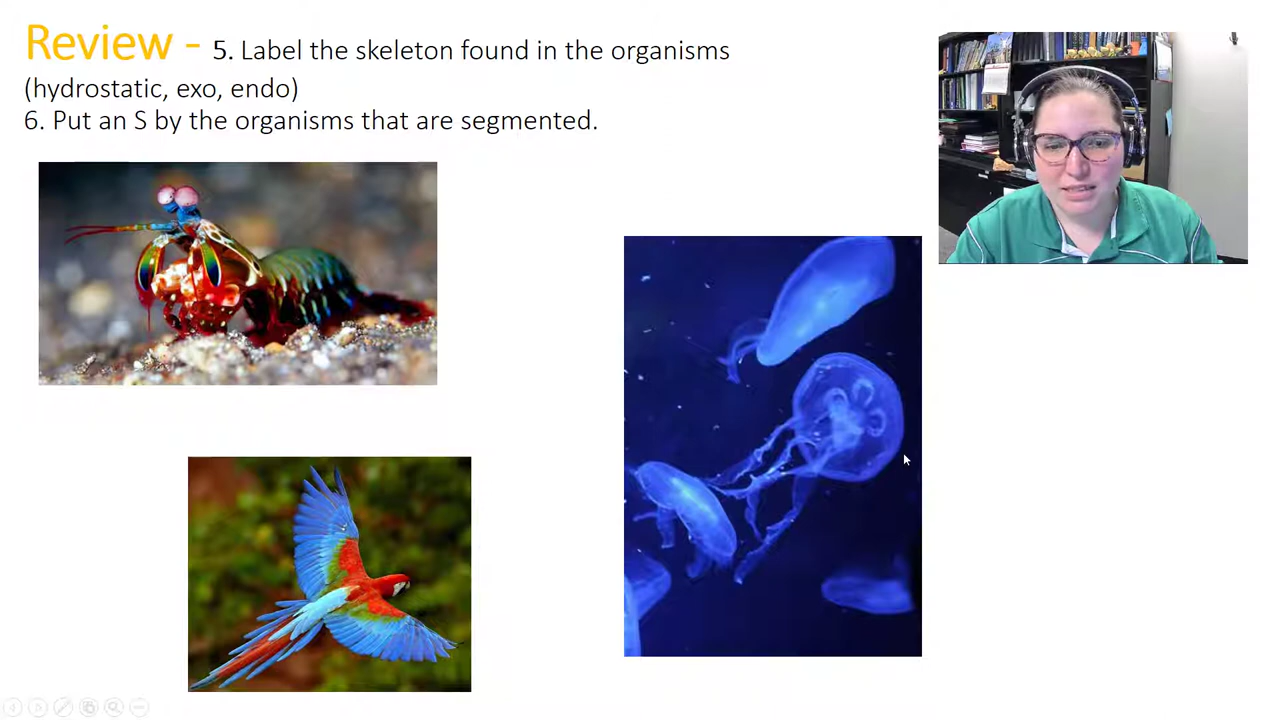 Review - 5. Label the skeleton found in the organisms
(hydrostatic, exo, endo)
6. Put an S by the organisms that are segmented.